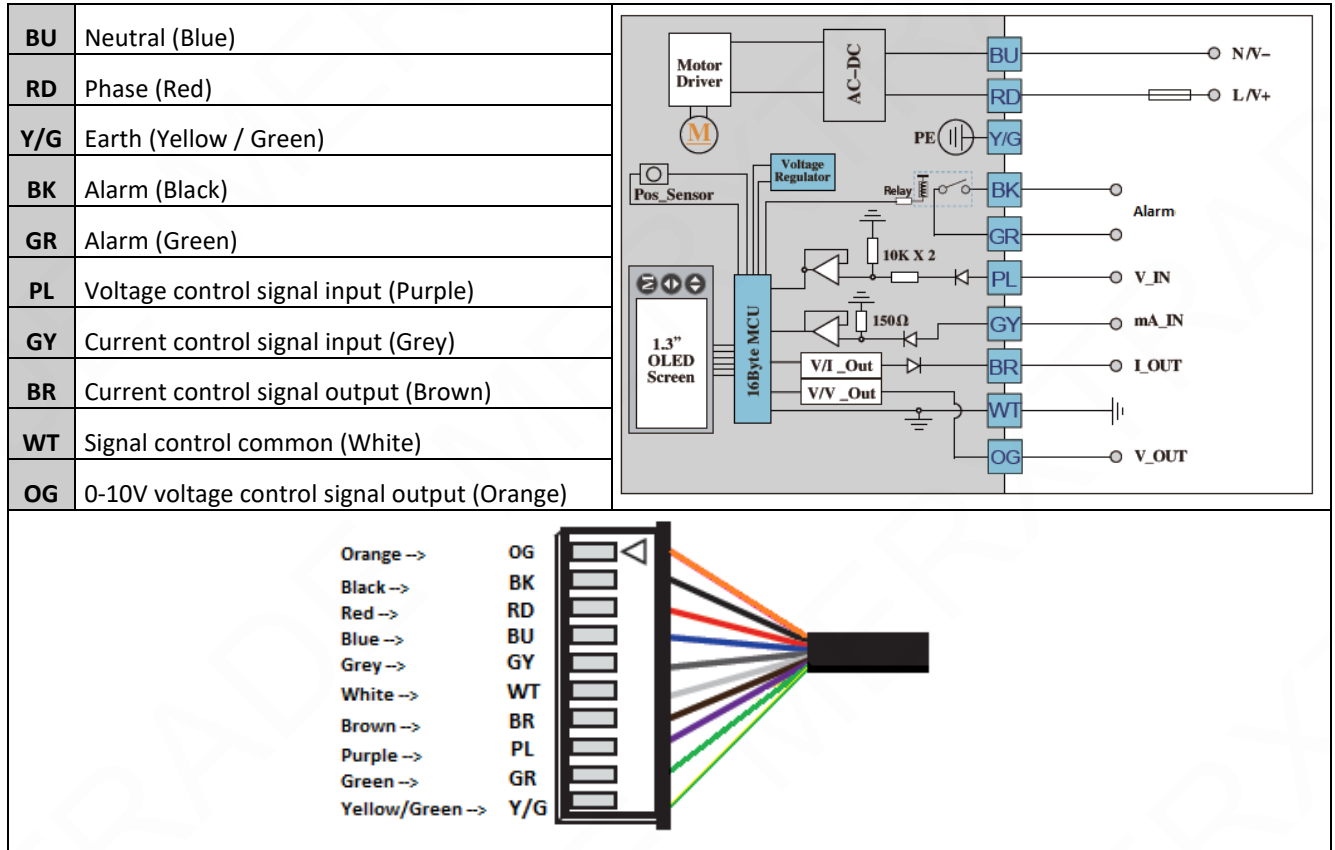 BU Neutral (Blue)
RD Phase (Red)
Y/G Earth (Yellow / Green)
BK Alarm (Black)
GR Alarm (Green)
PL Voltage control signal input (Purple)
GY Current control signal input (Grey)
BR Current control signal output (Brown)
WT Signal control common (White)
OG 0-10V voltage control signal output (Orange)
Motor
Driver
M
AC-DC
BU
N/V-
RD
L/V+
PE
Y/G
Voltage
Regulator
Pos_Sensor
Relay
BK
Alarm
GR
10K X 2
PL
V_IN
150Ω
GY
mA_IN
1.3”
OLED
Screen
16Byte MCU
V/I _Out
BR
I_OUT
V/V _Out
WT
OG
V_OUT
Orange --> OG
Black --> BK
Red --> RD
Blue --> BU
Grey --> GY
White --> WT
Brown --> BR
Purple --> PL
Green --> GR
Yellow/Green --> Y/G